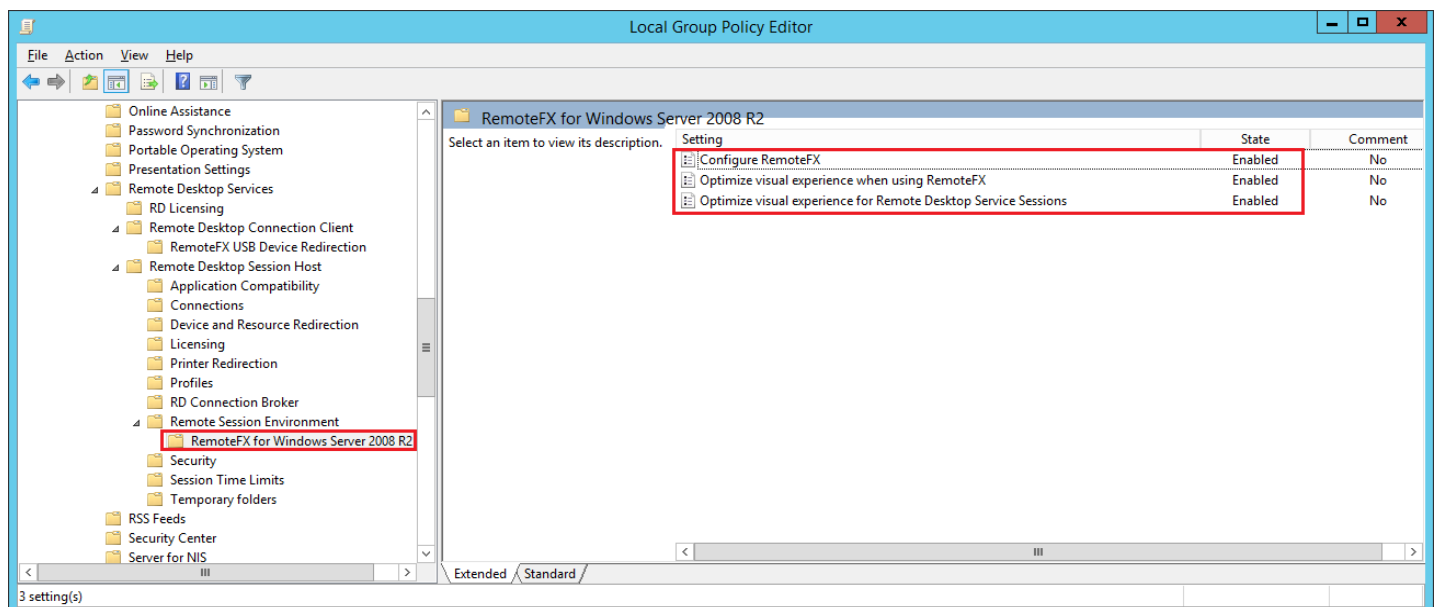 Local Group Policy Editor
File Action View Help
Online Assistance
Password Synchronization
Portable Operating System
Presentation Settings
Remote Desktop Services
RD Licensing
Remote Desktop Connection Client
RemoteFX USB Device Redirection
Remote Desktop Session Host
Application Compatibility
Connections
Device and Resource Redirection
Licensing
Printer Redirection
Profiles
RD Connection Broker
Remote Session Environment
RemoteFX for Windows Server 2008 R2
Security
Session Time Limits
Temporary folders
RSS Feeds
Security Center
Server for NIS
RemoteFX for Windows Server 2008 R2
Select an item to view its description.
Setting State Comment
Configure RemoteFX Enabled No
Optimize visual experience when using RemoteFX Enabled No
Optimize visual experience for Remote Desktop Service Sessions Enabled No
Extended Standard
3 setting(s)